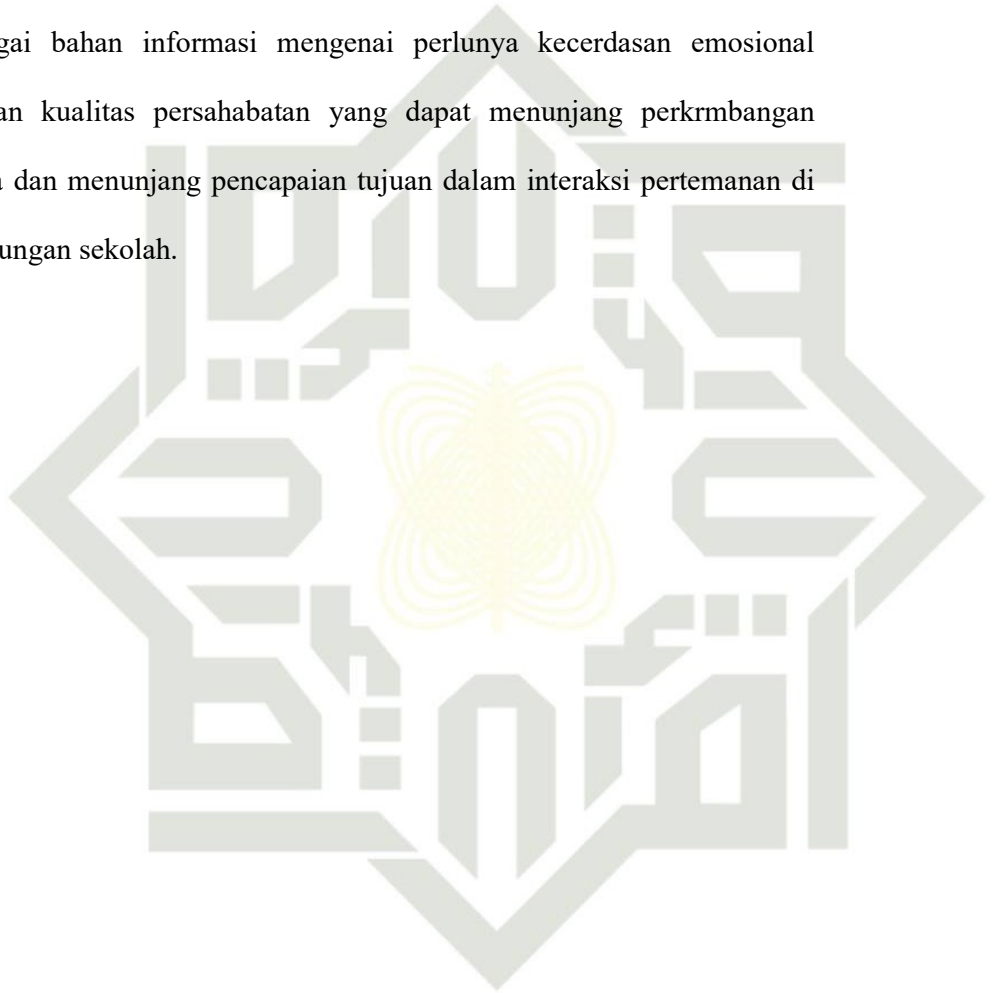 gai bahan informasi mengenai perlunya kecerdasan emosional
an kualitas persahabatan yang dapat menunjang perkrmbangan
dan menunjang pencapaian tujuan dalam interaksi pertemanan di
ungan sekolah.